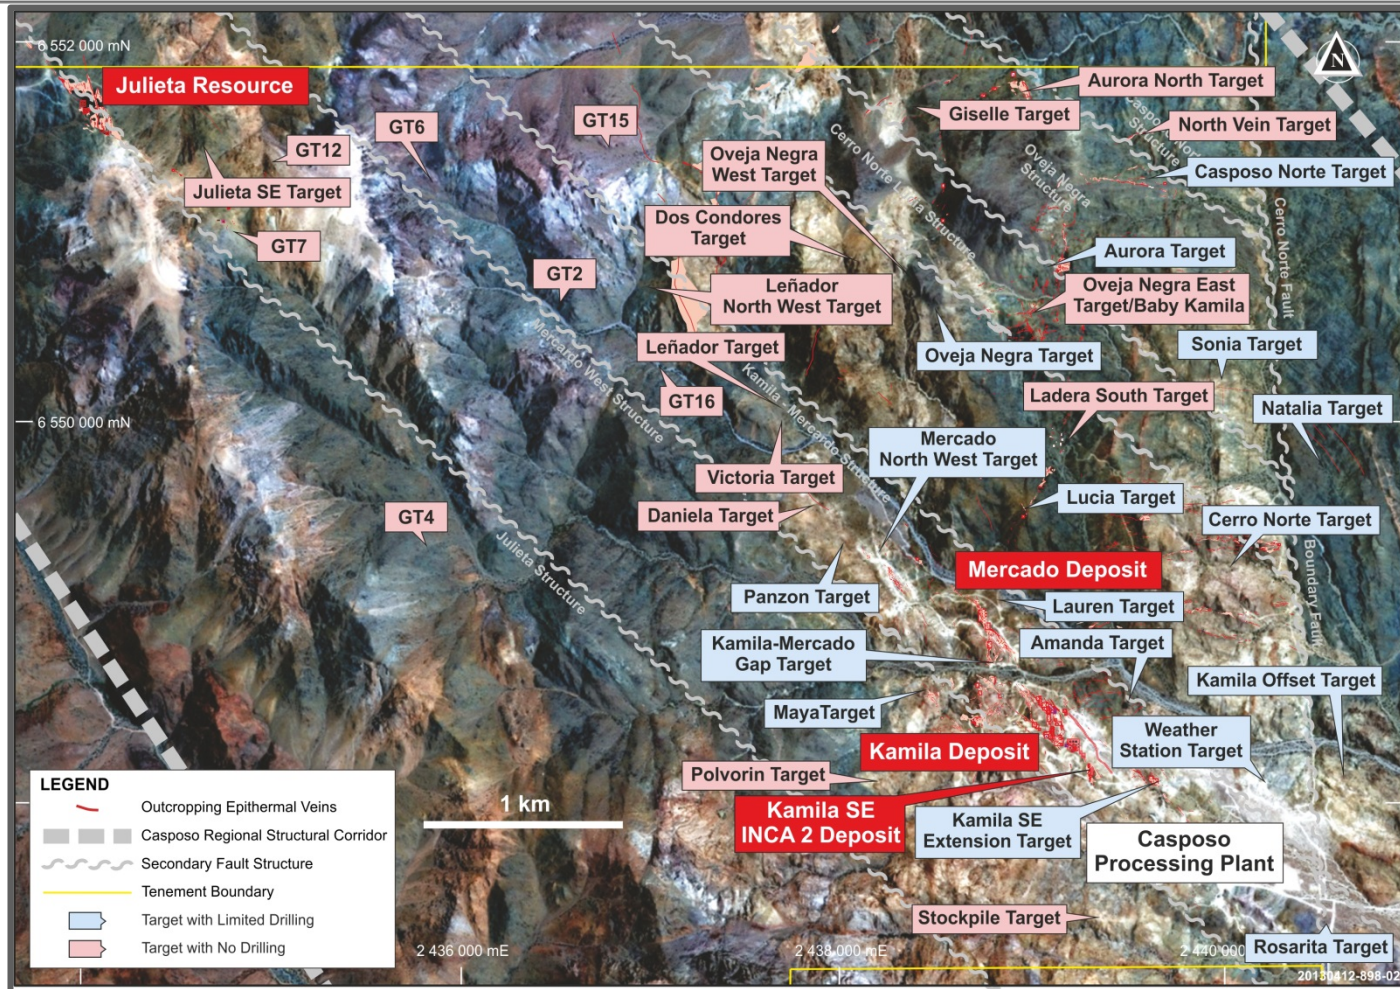 6 552 000 mN
N
Julieta Resource
Aurora North Target
GT6
GT15
Giselle Target
North Vein Target
GT12
Oveja Negra
West Target
Casposo Norte Target
Julieta SE Target
Oveja Negra
Structure
Cerro Norte Latita Structure
Dos Condores
Target
GT7
Aurora Target
Cerro Norte Fault
GT2
Leñador
North West Target
Oveja Negra East
Target/Baby Kamila
Mercardo West Structure
Leñador Target
Oveja Negra Target
Sonia Target
Kamila - Mercardo Structure
GT16
Ladera South Target
Natalia Target
6 550 000 mN
Mercado
North West Target
Victoria Target
Lucia Target
GT4
Daniela Target
Cerro Norte Target
Julieta Structure
Mercado Deposit
Boundary Fault
Panzon Target
Lauren Target
Kamila-Mercado
Gap Target
Amanda Target
Kamila Offset Target
MayaTarget
Weather
Station Target
Kamila Deposit
Polvorin Target
Kamila SE
INCA 2 Deposit
Kamila SE
Extension Target
Casposo
Processing Plant
1 km
LEGEND
Outcropping Epithermal Veins
Casposo Regional Structural Corridor
Secondary Fault Structure
Tenement Boundary
Target with Limited Drilling
Target with No Drilling
Stockpile Target
2 436 000 mE
2 438 000 mE
2 440 0
Rosarita Target
20130412-898-02